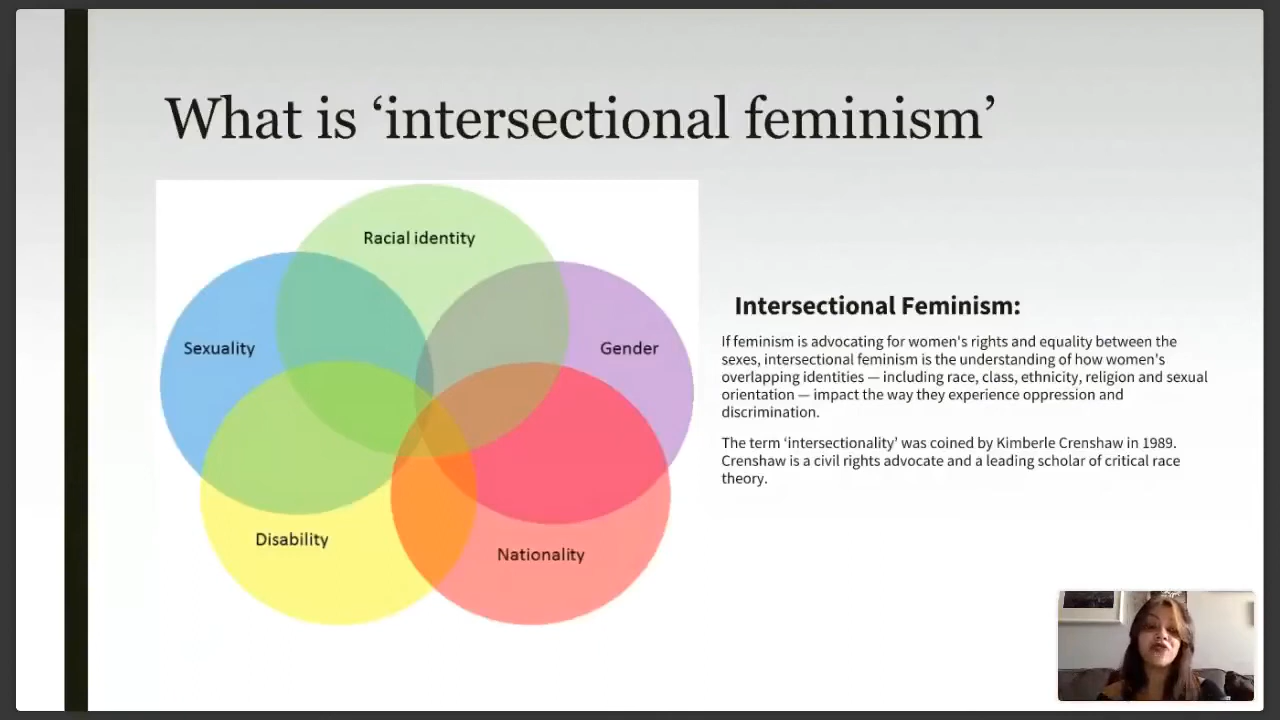 What is ‘intersectional feminism’
Racial identity
Sexuality
Gender
Disability
Nationality
Intersectional Feminism:
If feminism is advocating for women's rights and equality between the
sexes, intersectional feminism is the understanding of how women's
overlapping identities — including race, class, ethnicity, religion and sexual
orientation — impact the way they experience oppression and
discrimination.
The term ‘intersectionality’ was coined by Kimberle Crenshaw in 1989.
Crenshaw is a civil rights advocate and a leading scholar of critical race
theory.